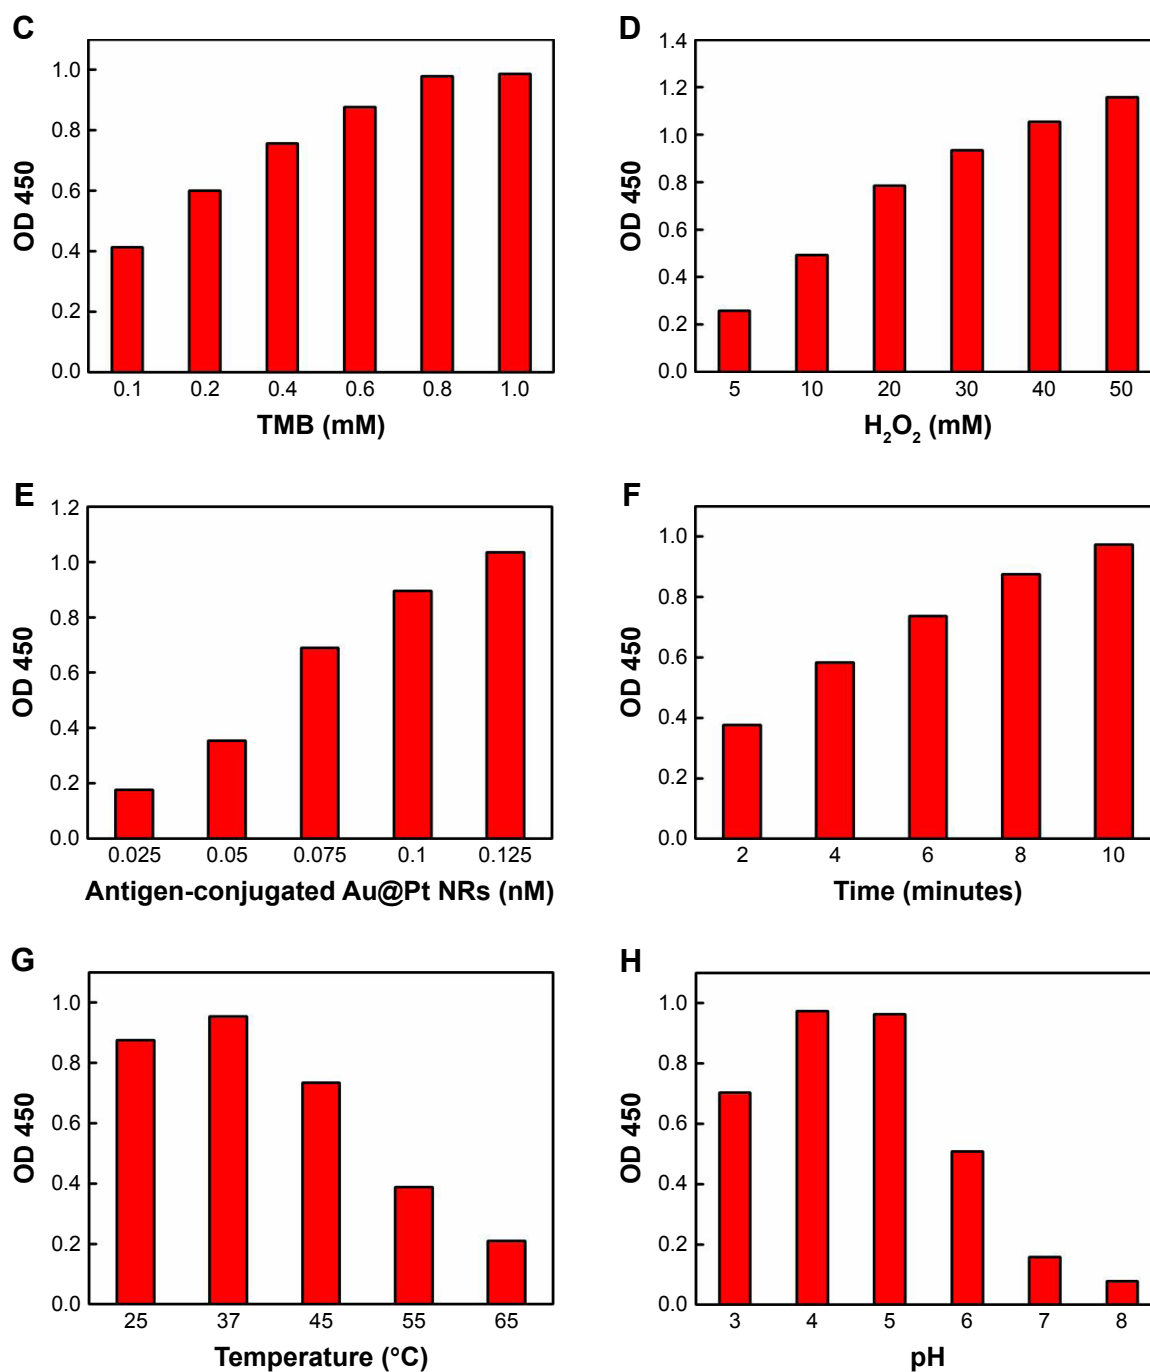 C
1.0
0.8
0.6
0.4
0.2
0.0
OD 450
0.1 0.2 0.4 0.6 0.8 1.0
TMB (mM)
D
1.4
1.2
1.0
0.8
0.6
0.4
0.2
0.0
OD 450
5 10 20 30 40 50
H₂O₂ (mM)
E
1.2
1.0
0.8
0.6
0.4
0.2
0.0
OD 450
0.025 0.05 0.075 0.1 0.125
Antigen-conjugated Au@Pt NRs (nM)
F
1.0
0.8
0.6
0.4
0.2
0.0
OD 450
2 4 6 8 10
Time (minutes)
G
1.0
0.8
0.6
0.4
0.2
0.0
OD 450
25 37 45 55 65
Temperature (°C)
H
1.0
0.8
0.6
0.4
0.2
0.0
OD 450
3 4 5 6 7 8
pH